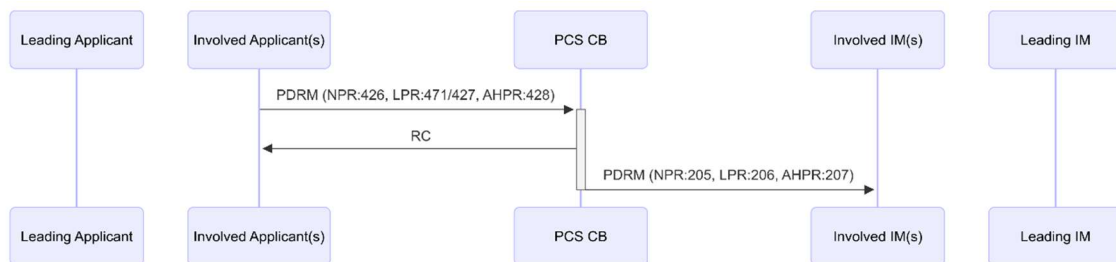 Leading Applicant
Involved Applicant(s)
PCS CB
Involved IM(s)
Leading IM
PDRM (NPR:426, LPR:471/427, AHPR:428)
RC
PDRM (NPR:205, LPR:206, AHPR:207)
Leading Applicant
Involved Applicant(s)
PCS CB
Involved IM(s)
Leading IM